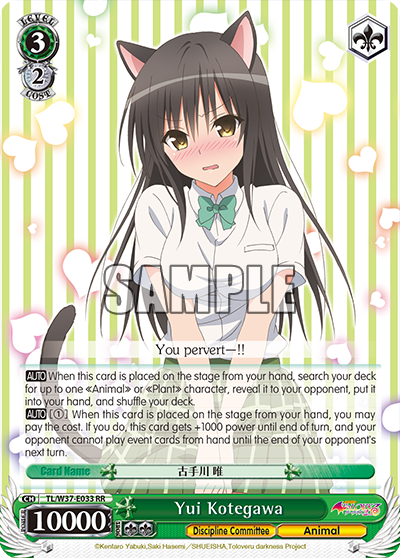 LEVEL
3
2
COST
SAMPLE
You pervert—!!
AUTO When this card is placed on the stage from your hand, search your deck
for up to one «Animal» or «Plant» character, reveal it to your opponent, put it
into your hand, and shuffle your deck.
AUTO [①] When this card is placed on the stage from your hand, you may
pay the cost. If you do, this card gets +1000 power until end of turn, and your
opponent cannot play event cards from hand until the end of your opponent's
next turn.
Card Name
古手川 唯
CH
TL/W37-E033 RR
10000
Yui Kotegawa
Discipline Committee
Animal
©Kentaro Yabuki,Saki Hasemi／SHUEISHA,Toloveru darkness Project